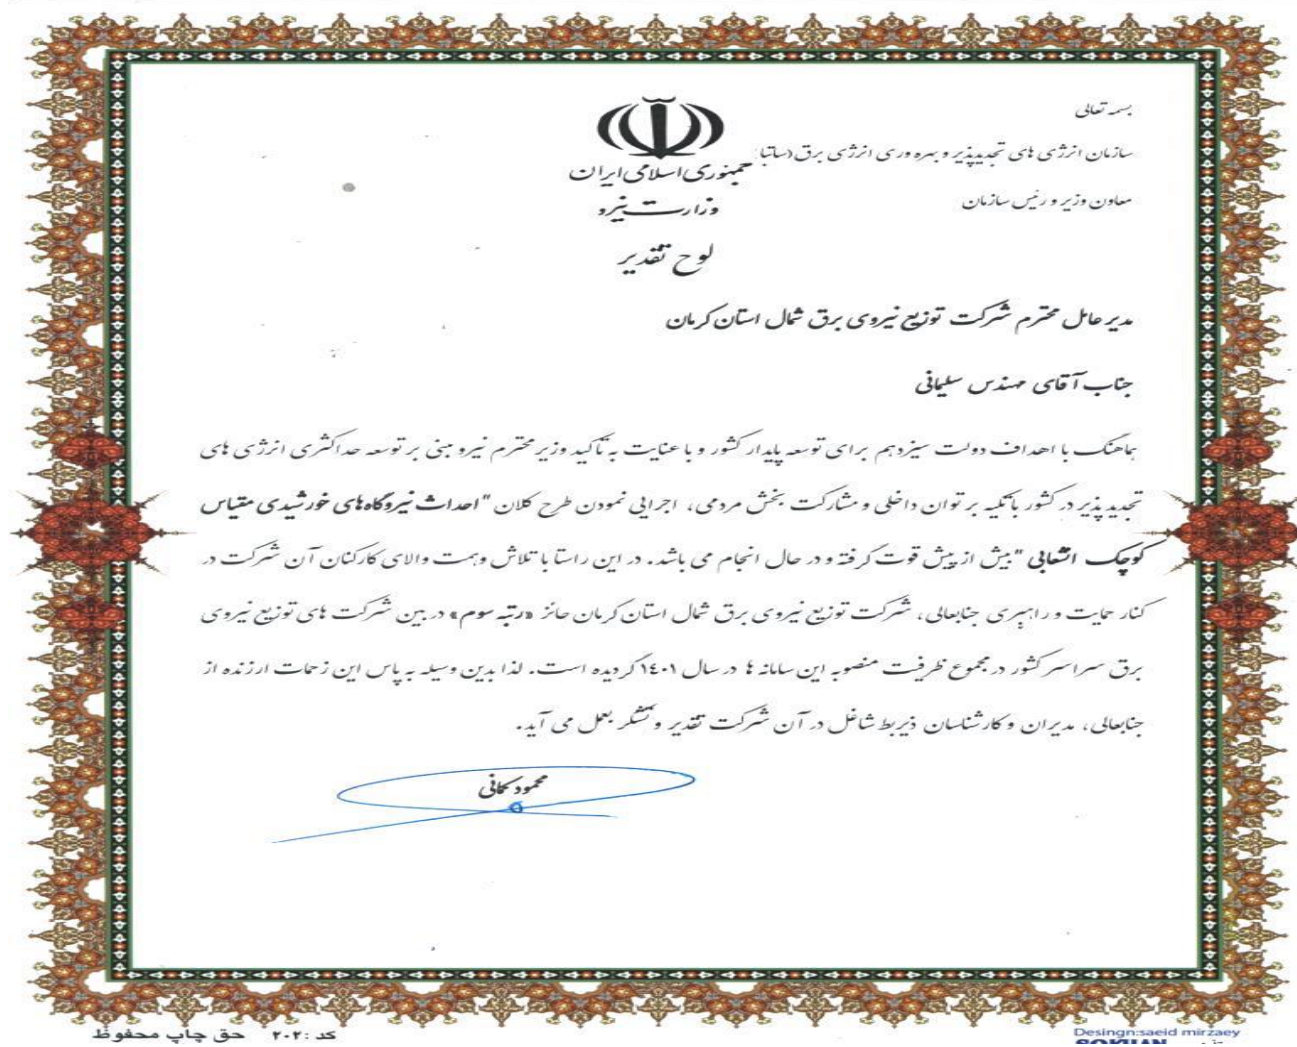 بسمه تعالی
سازمان انرژی های تجدیدپذیر و بهره وری انرژی برق (ساتبا
معاون وزیر و رئیس سازمان
جمهوری اسلامی ایران
وزارت نیرو
لوح تقدیر
مدیر عامل محترم شرکت توزیع نیروی برق شمال استان کرمان
جناب آقای مهندس سلیمانی
هماهنگ با اهداف دولت سیزدهم برای توسعه پایدار کشور و با عنایت به تأکید وزیر محترم نیرو مبنی بر توسعه حداکثری انرژی های
تجدید پذیر در کشور با تکیه بر توان داخلی و مشارکت بخش مردمی، اجرایی نمودن طرح کلان "احداث نیروگاه های خورشیدی مقیاس
کوچک انشعابی" بیش از پیش قوت گرفته و در حال انجام می باشد. در این راستا با تلاش وهمت والای کارکنان آن شرکت در
کنار حمایت و راهبری جنابعالی، شرکت توزیع نیروی برق شمال استان کرمان حائز «رتبه سوم» در بین شرکت های توزیع نیروی
برق سراسر کشور در مجموع ظرفیت منصوبه این سامانه ها در سال ۱۴۰۱ گردیده است. لذا بدین وسیله به پاس این زحمات ارزنده از
جنابعالی، مدیران و کارشناسان ذیربط شاغل در آن شرکت تقدیر و تشکر بعمل می آید.
محمود کمانی
کد :۲۰۲۰ حق چاپ محفوظ
Desingn:saeid mirzaey
SOKHAN